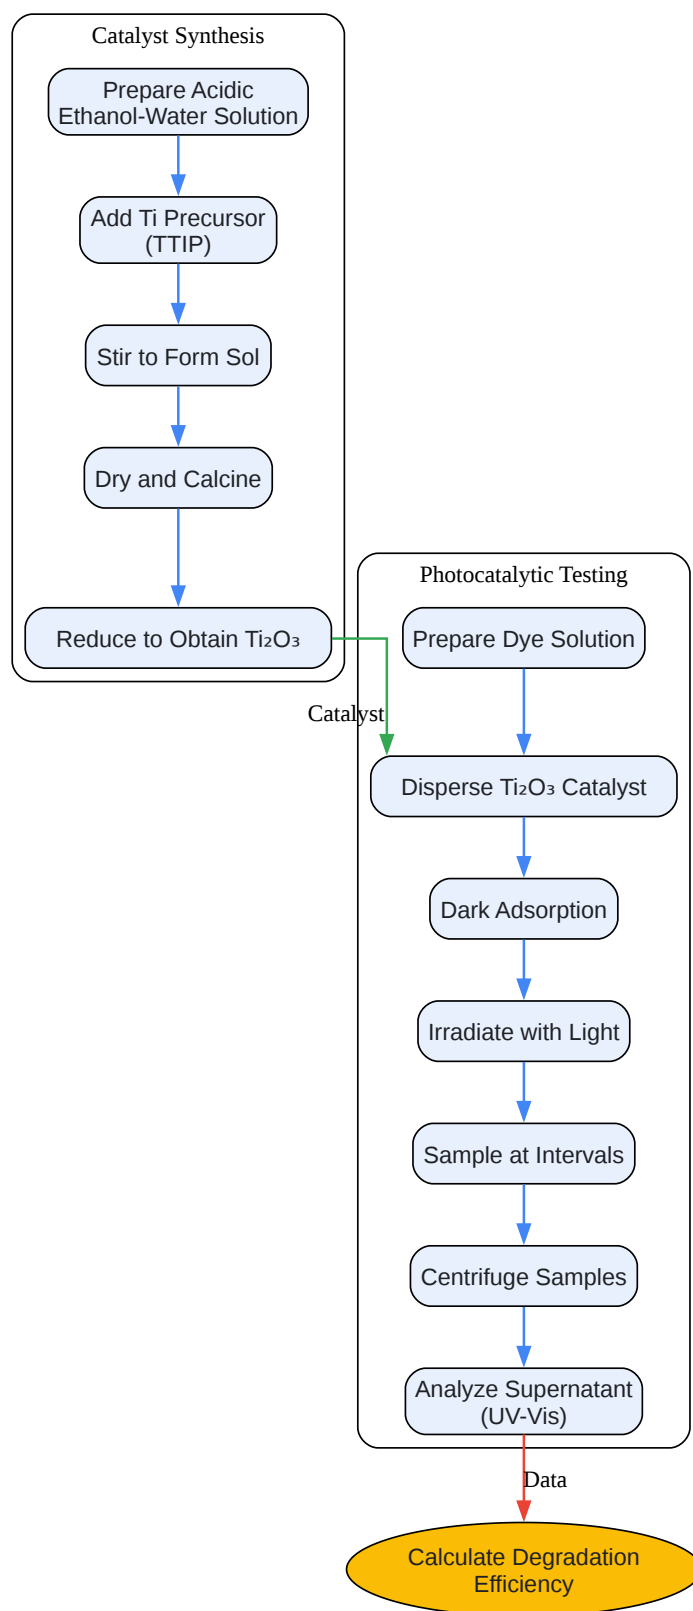 Catalyst Synthesis
Prepare Acidic
Ethanol-Water Solution
Add Ti Precursor
(TTIP)
Stir to Form Sol
Dry and Calcine
Reduce to Obtain Ti₂O₃
Catalyst
Photocatalytic Testing
Prepare Dye Solution
Disperse Ti₂O₃ Catalyst
Dark Adsorption
Irradiate with Light
Sample at Intervals
Centrifuge Samples
Analyze Supernatant
(UV-Vis)
Data
Calculate Degradation
Efficiency